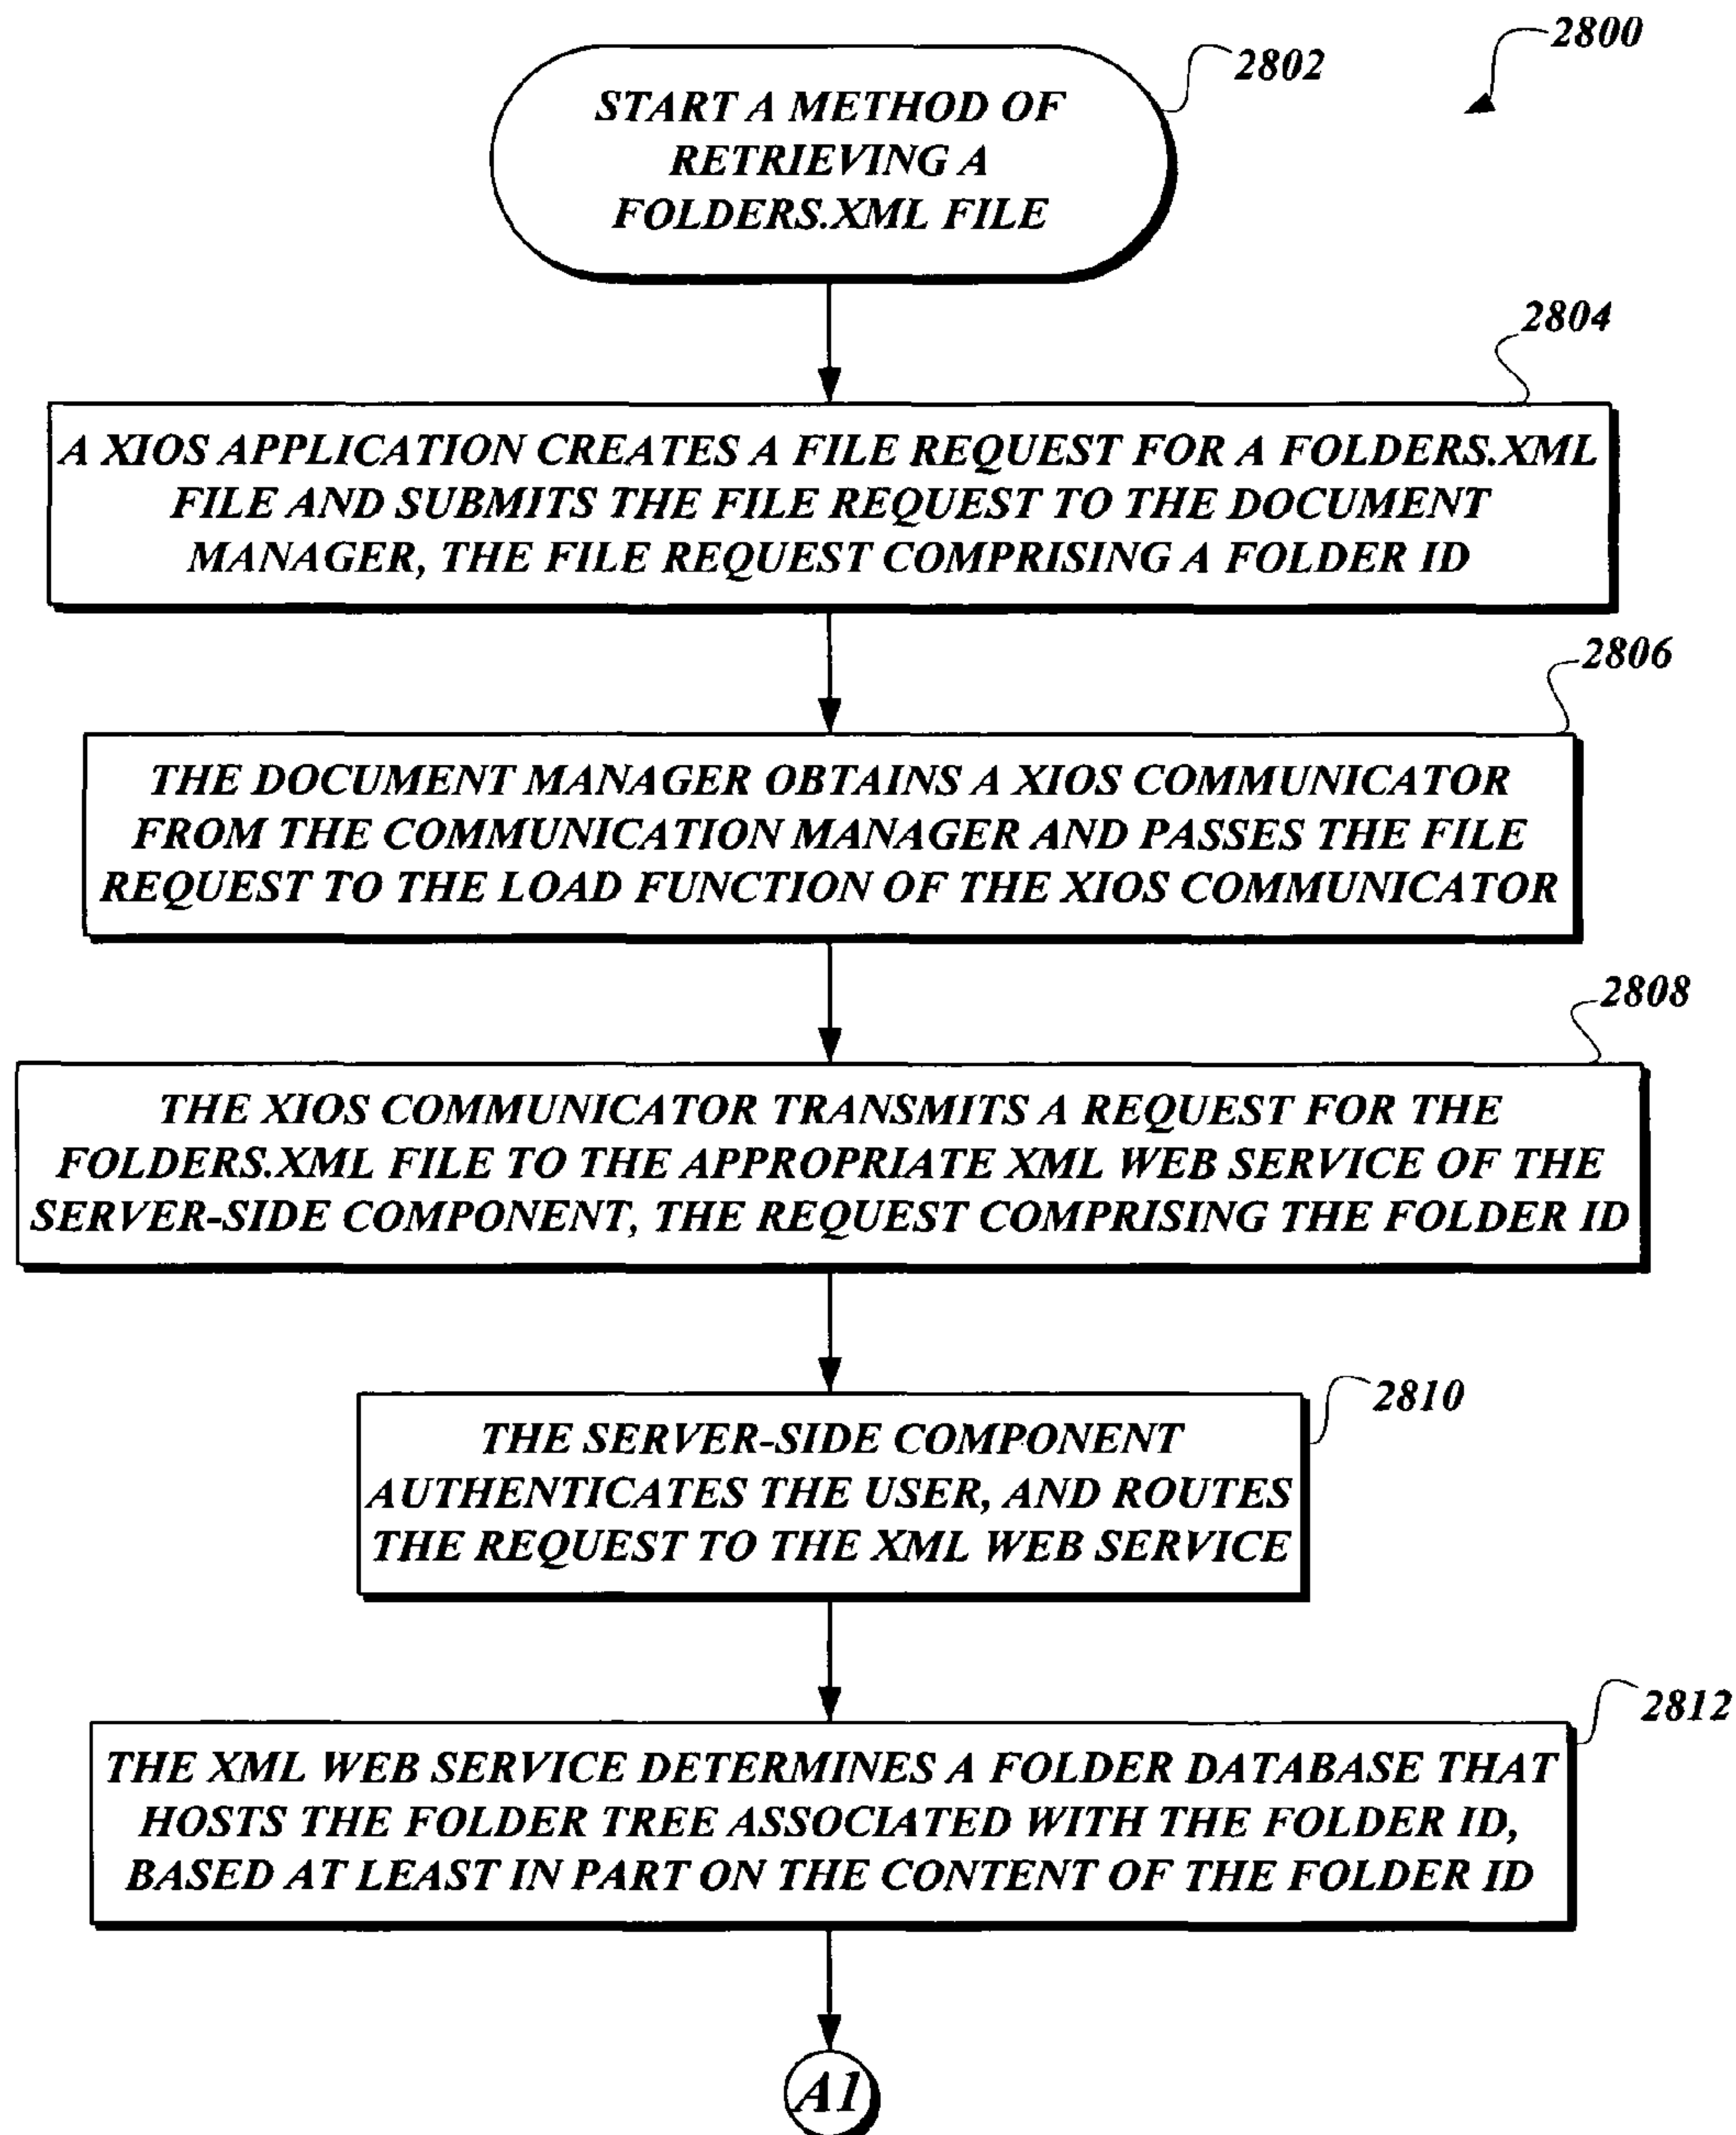 2800
2802
START A METHOD OF
RETRIEVING A
FOLDERS.XML FILE
2804
A XIOS APPLICATION CREATES A FILE REQUEST FOR A FOLDERS.XML
FILE AND SUBMITS THE FILE REQUEST TO THE DOCUMENT
MANAGER, THE FILE REQUEST COMPRISING A FOLDER ID
2806
THE DOCUMENT MANAGER OBTAINS A XIOS COMMUNICATOR
FROM THE COMMUNICATION MANAGER AND PASSES THE FILE
REQUEST TO THE LOAD FUNCTION OF THE XIOS COMMUNICATOR
2808
THE XIOS COMMUNICATOR TRANSMITS A REQUEST FOR THE
FOLDERS.XML FILE TO THE APPROPRIATE XML WEB SERVICE OF THE
SERVER-SIDE COMPONENT, THE REQUEST COMPRISING THE FOLDER ID
2810
THE SERVER-SIDE COMPONENT
AUTHENTICATES THE USER, AND ROUTES
THE REQUEST TO THE XML WEB SERVICE
2812
THE XML WEB SERVICE DETERMINES A FOLDER DATABASE THAT
HOSTS THE FOLDER TREE ASSOCIATED WITH THE FOLDER ID,
BASED AT LEAST IN PART ON THE CONTENT OF THE FOLDER ID
A1